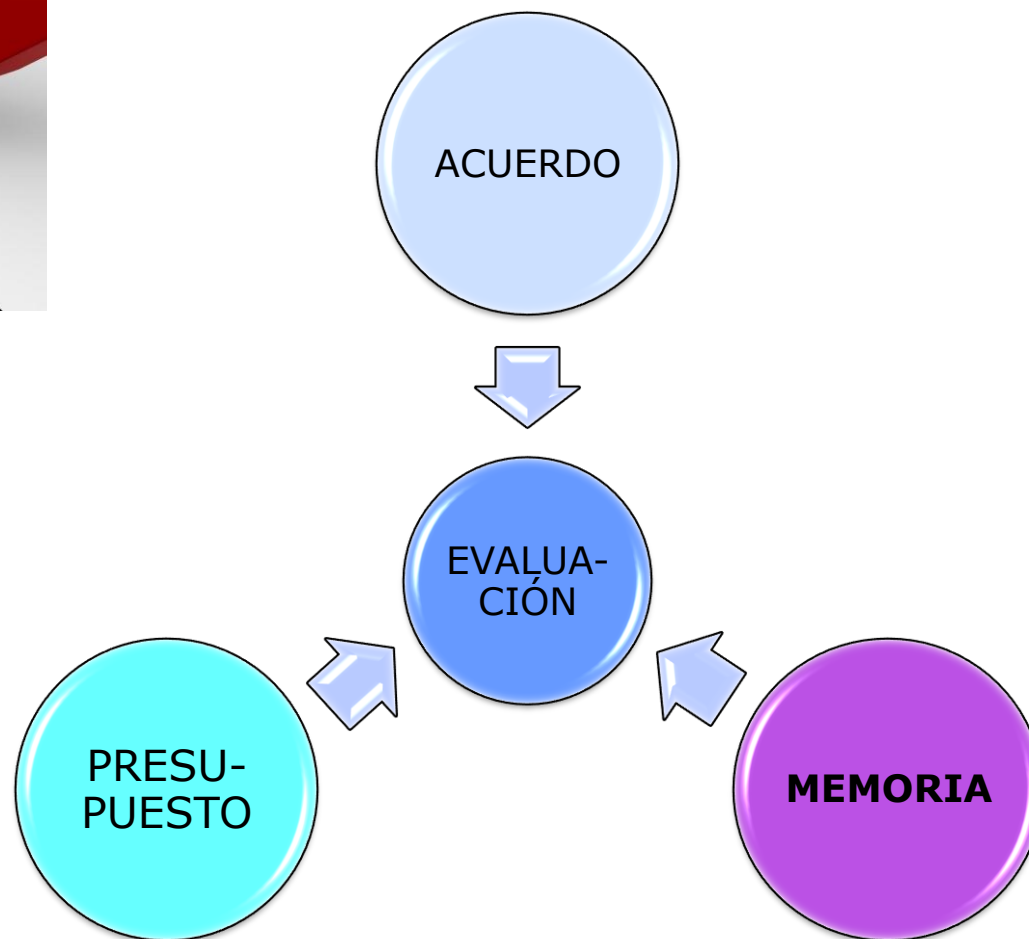 ACUERDO
EVALUA-
CIÓN
PRESU-
PUESTO
MEMORIA